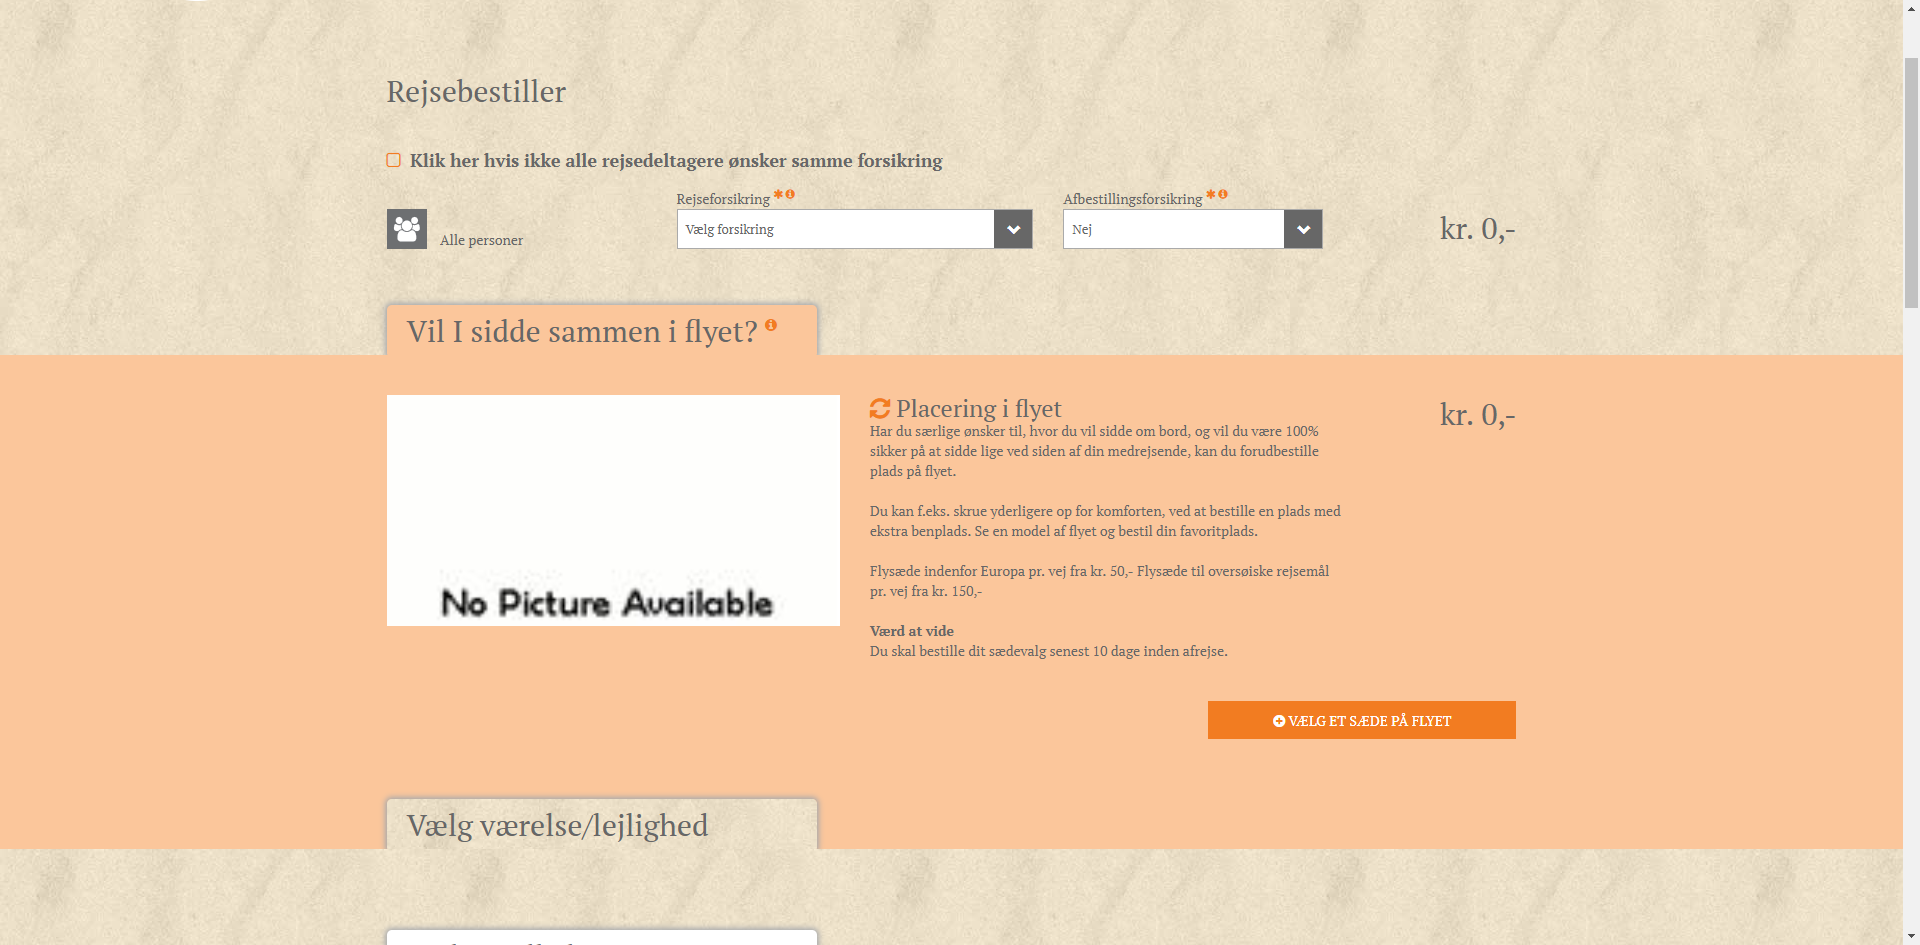 Rejsebestiller
Klik her hvis ikke alle rejsedeltagere ønsker samme forsikring
Rejseforsikring *
Afbestillingsforsikring *
Alle personer
Vælg forsikring
Nej
kr. 0,-
Vil I sidde sammen i flyet?
Placering i flyet
kr. 0,-
Har du særlige ønsker til, hvor du vil sidde om bord, og vil du være 100%
sikker på at sidde lige ved siden af din medrejsende, kan du forudbestille
plads på flyet.
Du kan f.eks. skrue yderligere op for komforten, ved at bestille en plads med
ekstra benplads. Se en model af flyet og bestil din favoritplads.
Flysæde indenfor Europa pr. vej fra kr. 50,- Flysæde til oversøiske rejsemål
pr. vej fra kr. 150,-
Værd at vide
Du skal bestille dit sædevalg senest 10 dage inden afrejse.
No Picture Available
VÆLG ET SÆDE PÅ FLYET
Vælg værelse/lejlighed